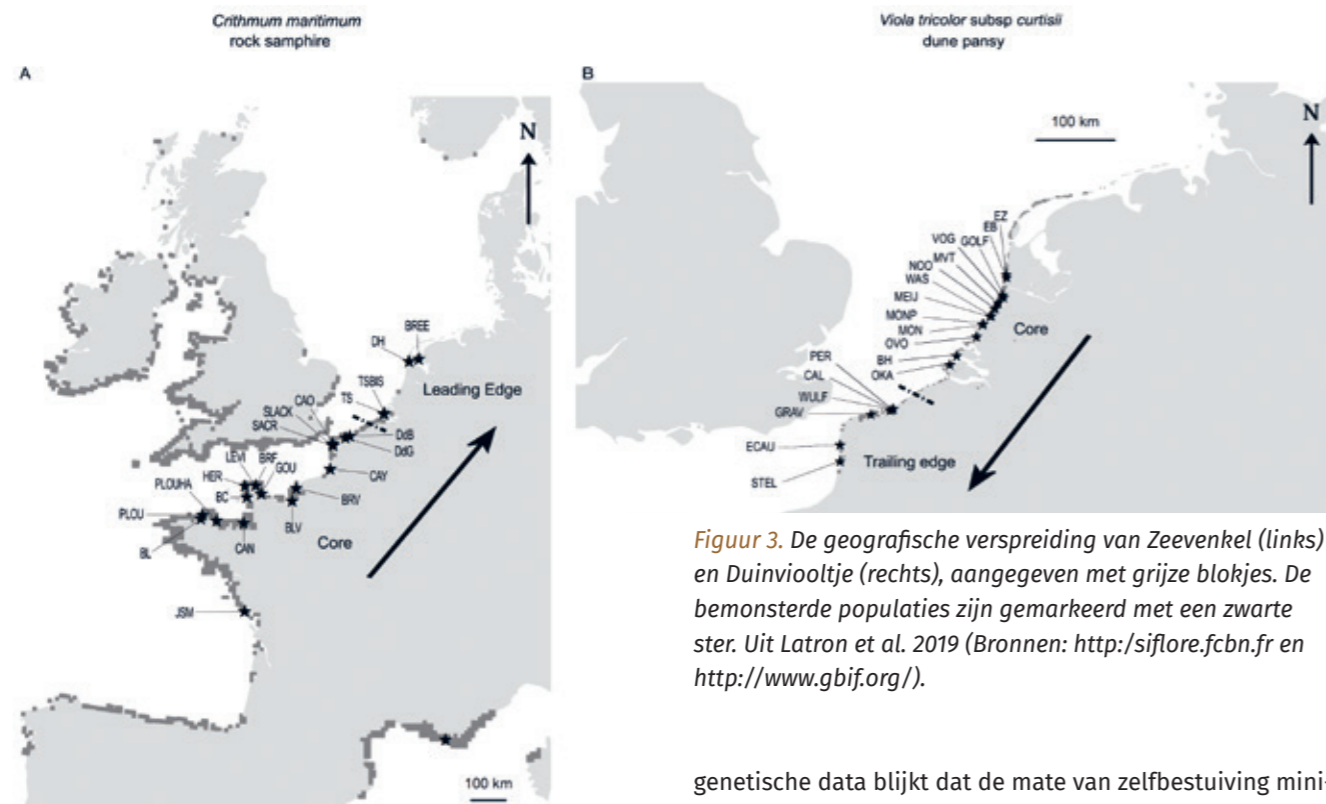 Crithmum maritimum
rock samphire
A
N
BREE
DH
Leading Edge
TSBIS
TS
CAO
SLACK
SACR
DdB
DdG
LEVI
BRF
GOU
HER
CAY
PLOUHA
BC
BRV
PLOU
BLV
Core
BL
CAN
JSM
100 km
Viola tricolor subsp curtisii
dune pansy
B
100 km
N
EZ
EB
GOLF
VOG
MVT
NOO
WAS
MEIJ
MONP
MON
Core
OVO
BH
OKA
PER
CAL
WULF
GRAV
ECAU
Trailing edge
STEL
Figuur 3. De geografische verspreiding van Zeevenkel (links)
en Duinviooltje (rechts), aangegeven met grijze blokjes. De
bemonsterde populaties zijn gemarkeerd met een zwarte
ster. Uit Latron et al. 2019 (Bronnen: http:/siflore.fcbn.fr en
http://www.gbif.org/).
genetische data blijkt dat de mate van zelfbestuiving mini-